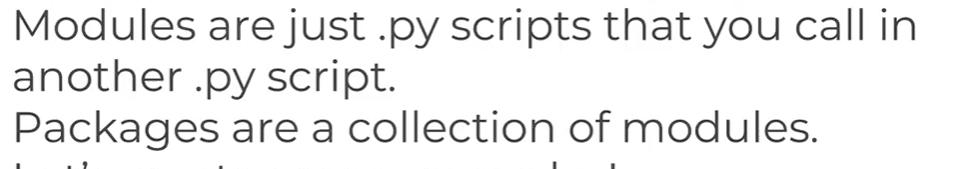 Modules are just .py scripts that you call in
another .py script.
Packages are a collection of modules.